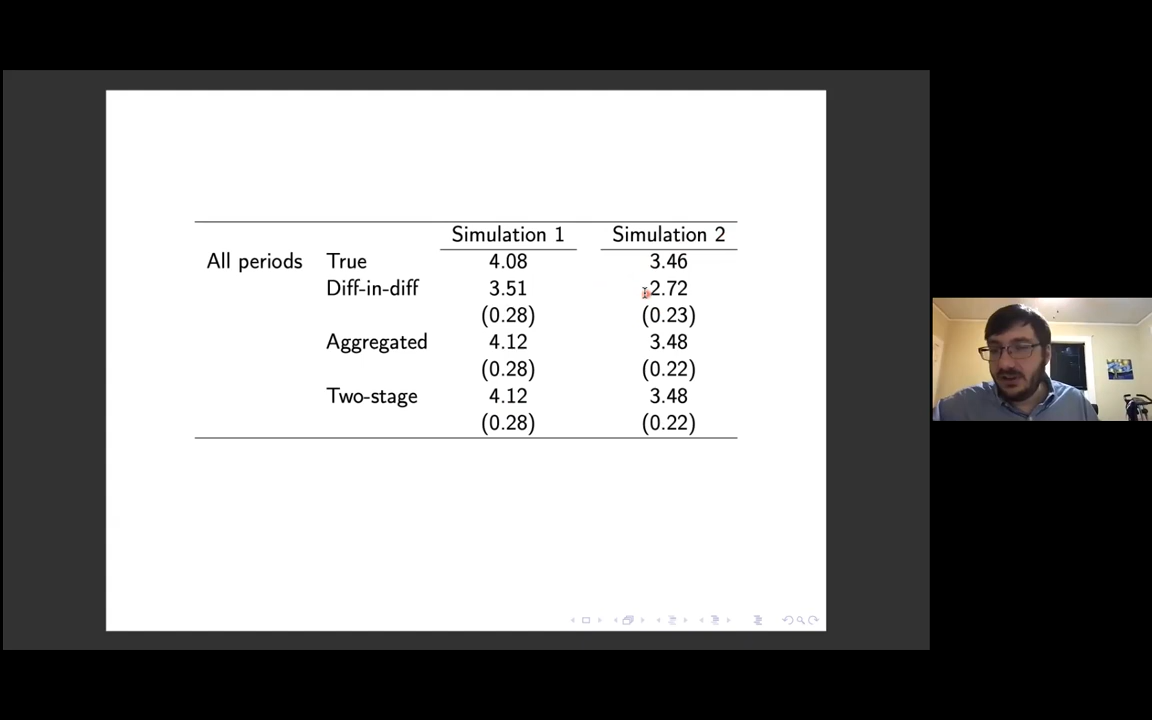 Simulation 1 Simulation 2
All periods True 4.08 3.46
Diff-in-diff 3.51 2.72
(0.28) (0.23)
Aggregated 4.12 3.48
(0.28) (0.22)
Two-stage 4.12 3.48
(0.28) (0.22)